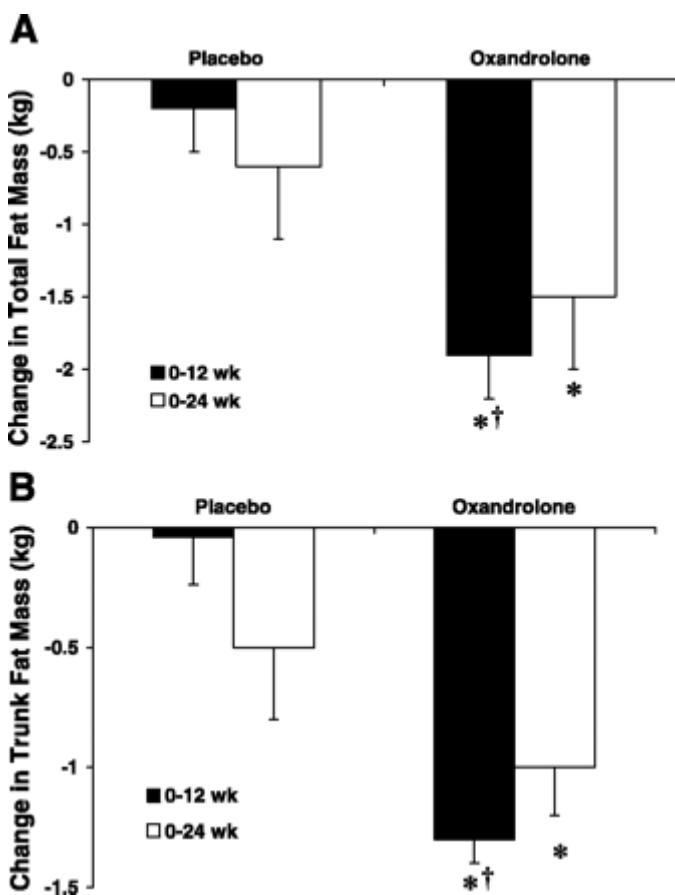 A
Placebo Oxandrolone
Change in Total Fat Mass (kg)
0
-0.5
-1
-1.5
-2
-2.5
0-12 wk
0-24 wk
*†
*
B
Placebo Oxandrolone
Change in Trunk Fat Mass (kg)
0
-0.5
-1
-1.5
0-12 wk
0-24 wk
*†
*